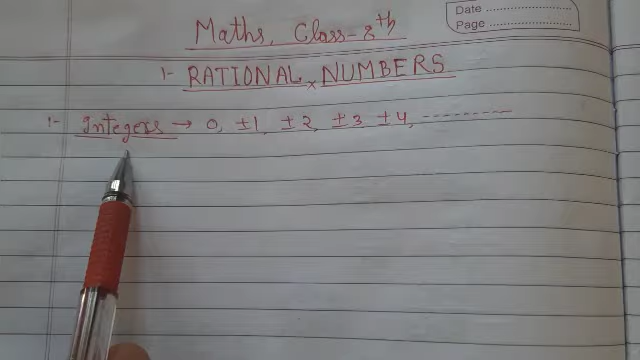 Date ....................
Page ....................
Maths, Class-8th
1- RATIONAL × NUMBERS
1- Integers → 0, ±1, ±2, ±3 ±4, ----------